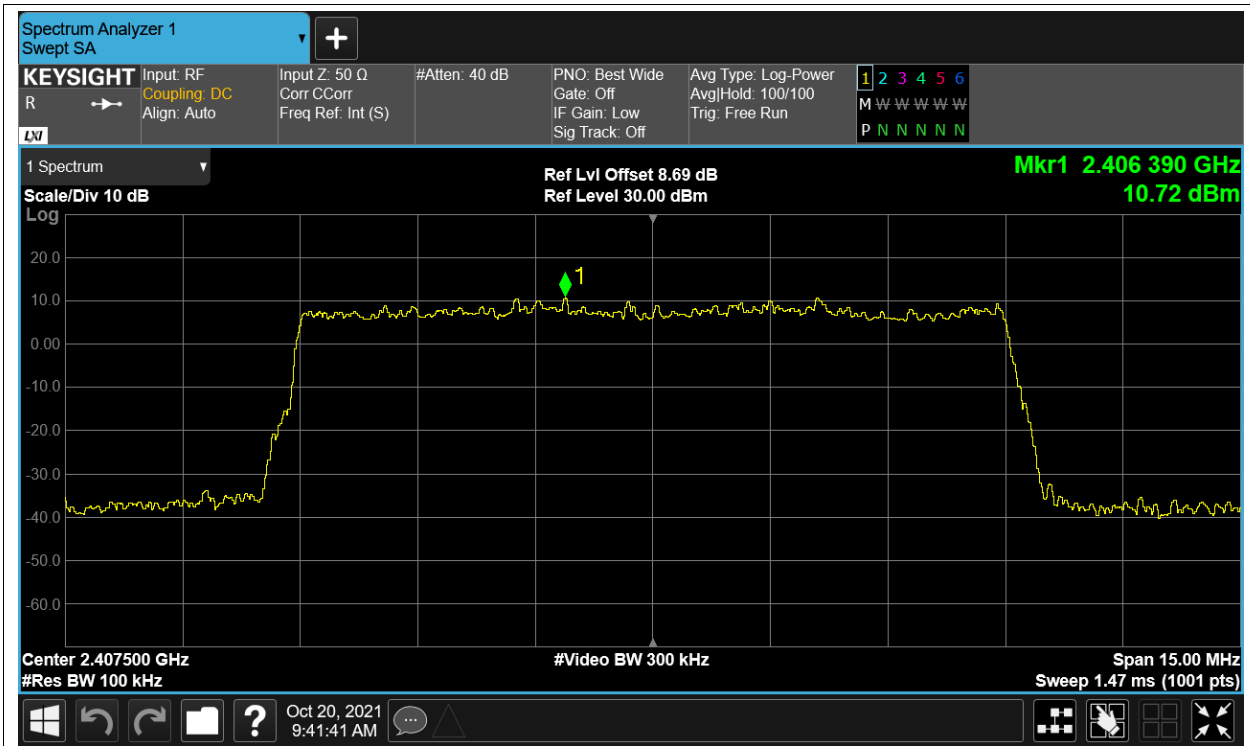 Spectrum Analyzer 1
Swept SA
KEYSIGHT
R
LXI
Input: RF
Coupling: DC
Align: Auto
Input Z: 50 Ω
Corr CCorr
Freq Ref: Int (S)
#Atten: 40 dB
PNO: Best Wide
Gate: Off
IF Gain: Low
Sig Track: Off
Avg Type: Log-Power
Avg|Hold: 100/100
Trig: Free Run
1 2 3 4 5 6
M W W W W W
P N N N N N
1 Spectrum
Scale/Div 10 dB
Log
Ref Lvl Offset 8.69 dB
Ref Level 30.00 dBm
Mkr1 2.406 390 GHz
10.72 dBm
1
20.0
10.0
0.00
-10.0
-20.0
-30.0
-40.0
-50.0
-60.0
Center 2.407500 GHz
#Res BW 100 kHz
#Video BW 300 kHz
Span 15.00 MHz
Sweep 1.47 ms (1001 pts)
?
Oct 20, 2021
9:41:41 AM